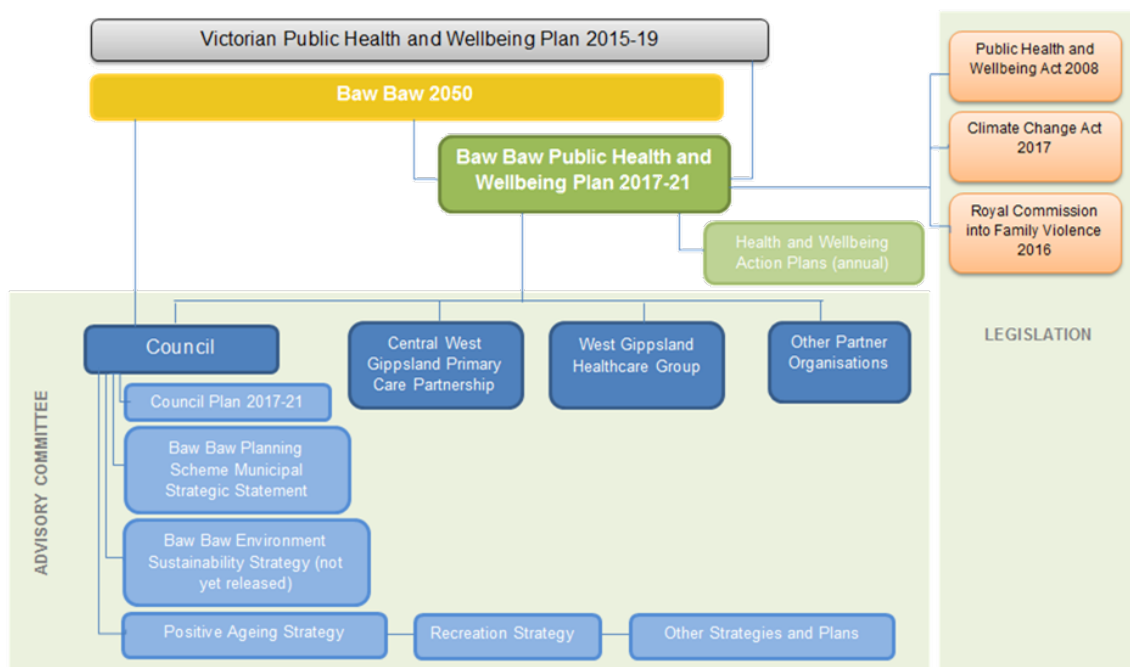 Victorian Public Health and Wellbeing Plan 2015-19
Baw Baw 2050
Baw Baw Public Health and
Wellbeing Plan 2017-21
Health and Wellbeing
Action Plans (annual)
Public Health and
Wellbeing Act 2008
Climate Change Act
2017
Royal Commission
into Family Violence
2016
LEGISLATION
ADVISORY COMMITTEE
Council
Central West
Gippsland Primary
Care Partnership
West Gippsland
Healthcare Group
Other Partner
Organisations
Council Plan 2017-21
Baw Baw Planning
Scheme Municipal
Strategic Statement
Baw Baw Environment
Sustainability Strategy (not
yet released)
Positive Ageing Strategy
Recreation Strategy
Other Strategies and Plans